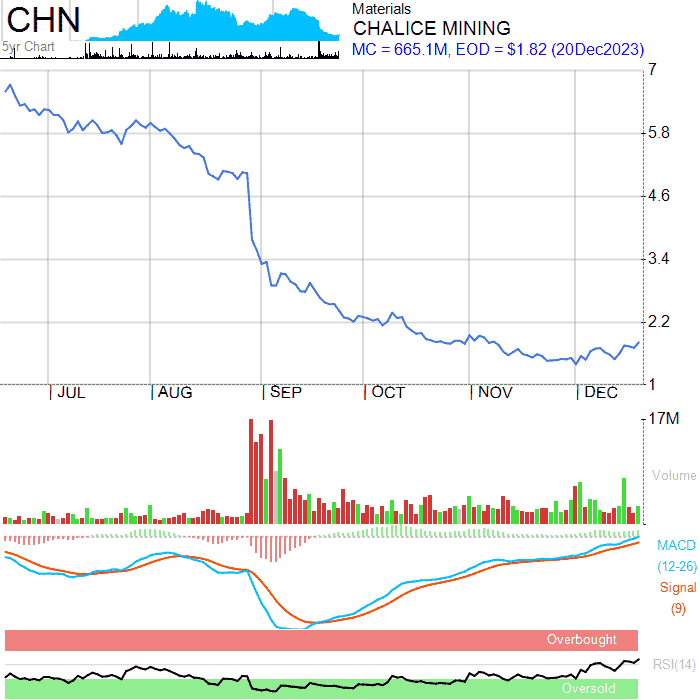 CHN
5yr Chart
Materials
CHALICE MINING
MC = 665.1M, EOD = $1.82 (20Dec2023)
7
5.8
4.6
3.4
2.2
1
JUL AUG SEP OCT NOV DEC
17M
Volume
MACD
(12-26)
Signal
(9)
Overbought
RSI(14)
Oversold